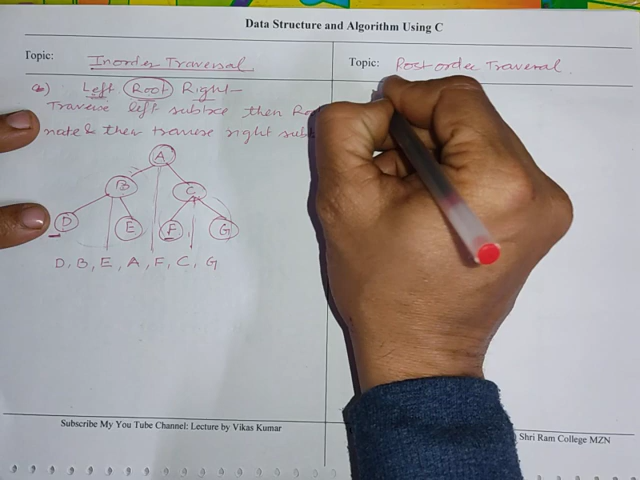 Data Structure and Algorithm Using C
Topic: Inorder Traversal
Topic: Post order Traversal
Left Root Right
Traverse left subtree then
& then traverse right
A
B C
D E F G
D, B, E, A, F, C, G
Subscribe My You Tube Channel: Lecture by Vikas Kumar
Shri Ram College MZN